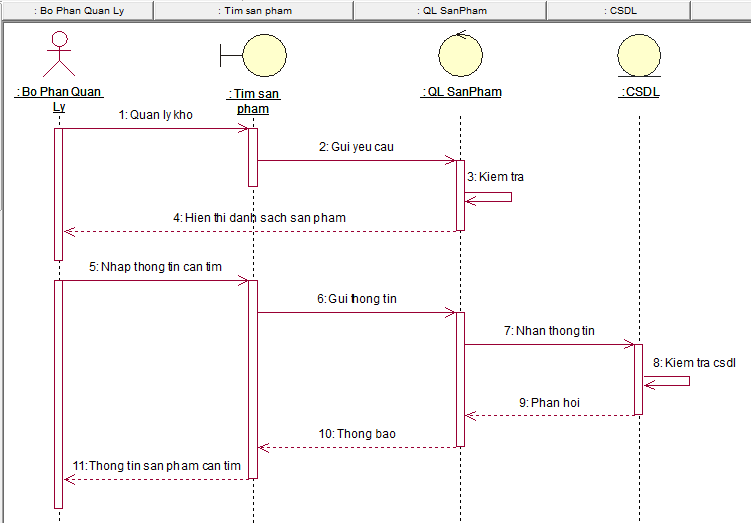 : Bo Phan Quan Ly
: Tim san pham
: QL SanPham
: CSDL
: Bo Phan Quan
Ly
: Tim san
pham
: QL SanPham
: CSDL
1: Quan ly kho
2: Gui yeu cau
3: Kiem tra
4: Hien thi danh sach san pham
5: Nhap thong tin can tim
6: Gui thong tin
7: Nhan thong tin
8: Kiem tra csdl
9: Phan hoi
10: Thong bao
11: Thong tin san pham can tim